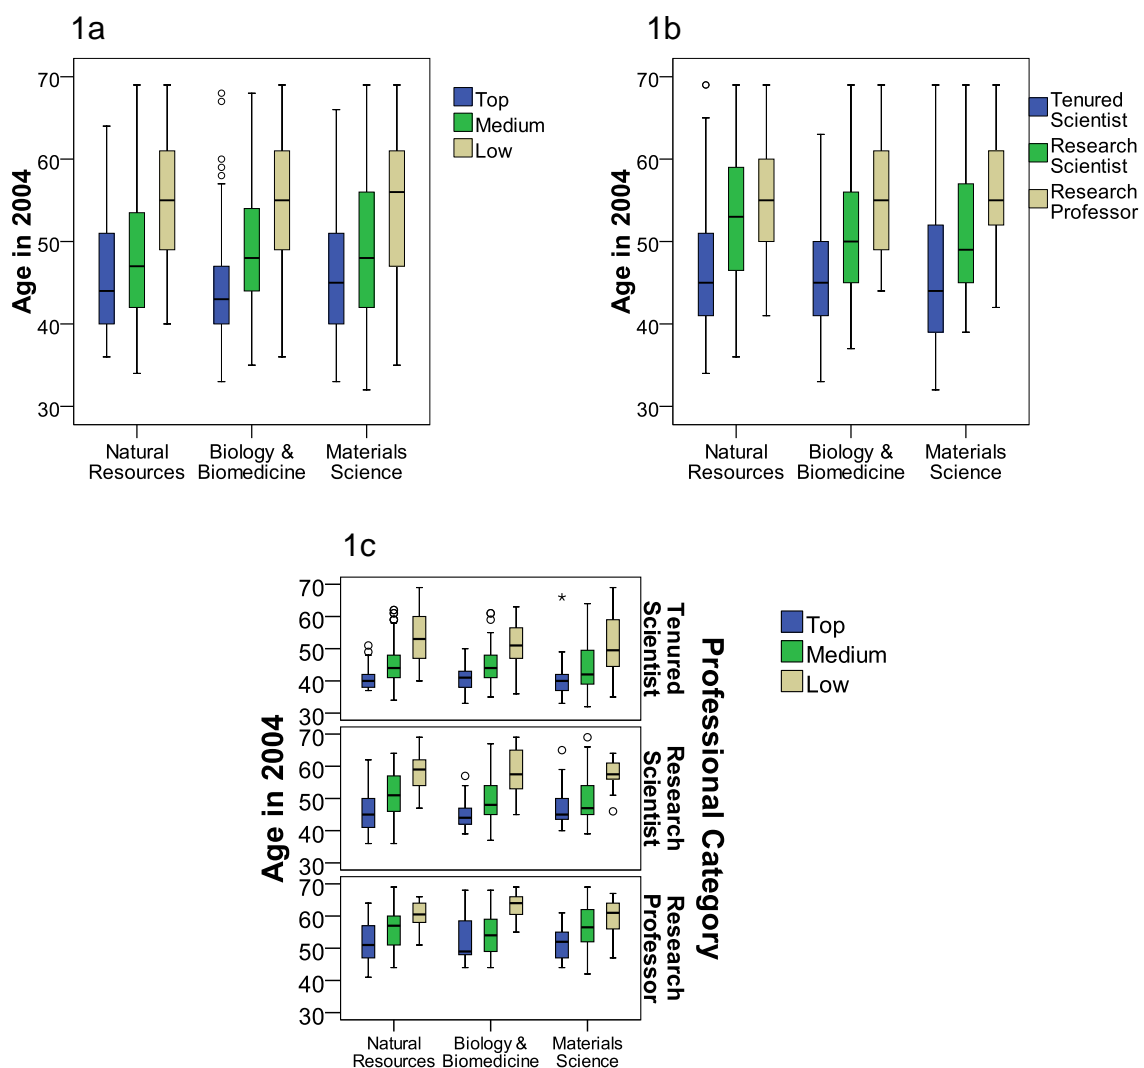 1a
70
60
50
40
30
Age in 2004
Natural
Resources
Biology &
Biomedicine
Materials
Science
Top
Medium
Low
1b
70
60
50
40
30
Age in 2004
Natural
Resources
Biology &
Biomedicine
Materials
Science
Tenured
Scientist
Research
Scientist
Research
Professor
1c
70
60
50
40
30
70
60
50
40
30
70
60
50
40
30
Age in 2004
Tenured
Scientist
Research
Scientist
Research
Professor
Professional Category
Natural
Resources
Biology &
Biomedicine
Materials
Science
Top
Medium
Low